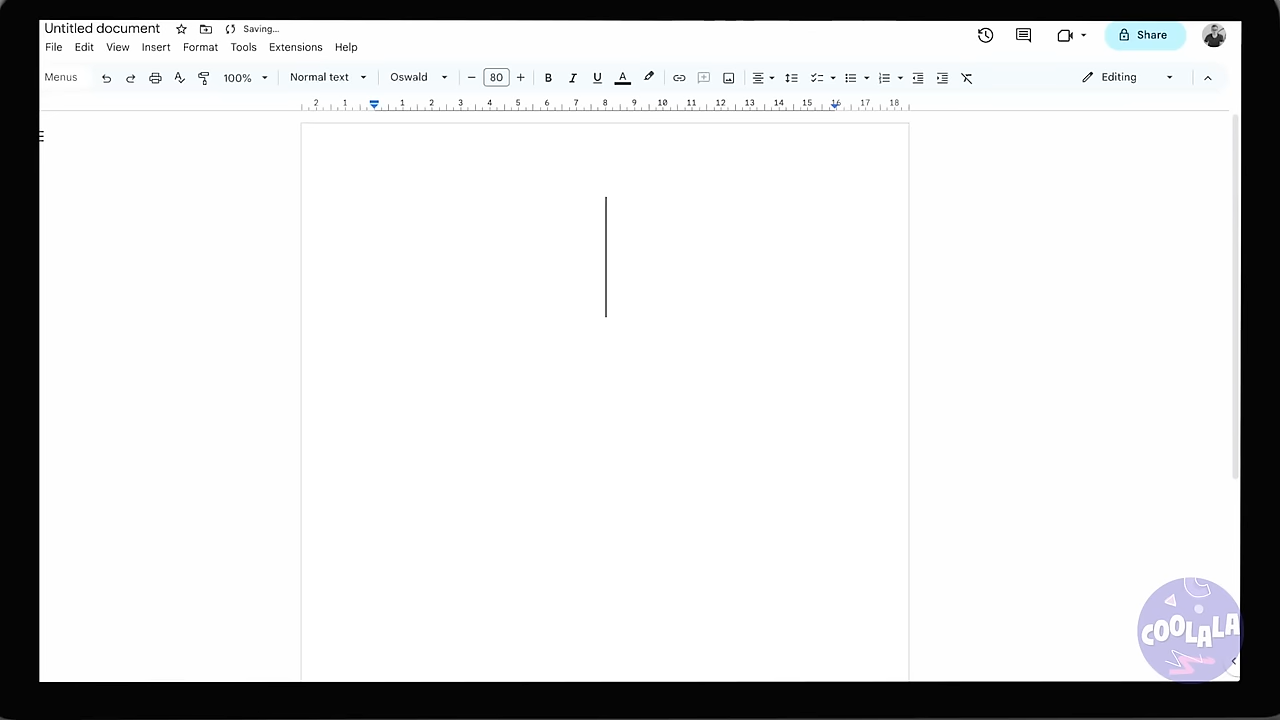 Untitled document Saving...
File Edit View Insert Format Tools Extensions Help Share
Menus 100% Normal text Oswald − 80 + B I U A Editing
2 1 1 2 3 4 5 6 7 8 9 10 11 12 13 14 15 16 17 18
COOLALA